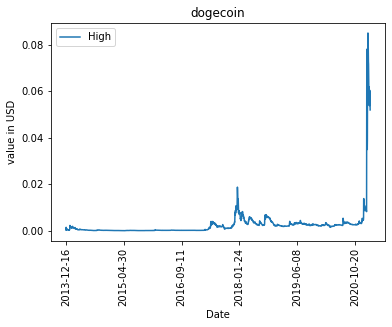 dogecoin
High
value in USD
0.08
0.06
0.04
0.02
0.00
2013-12-16
2015-04-30
2016-09-11
2018-01-24
2019-06-08
2020-10-20
Date